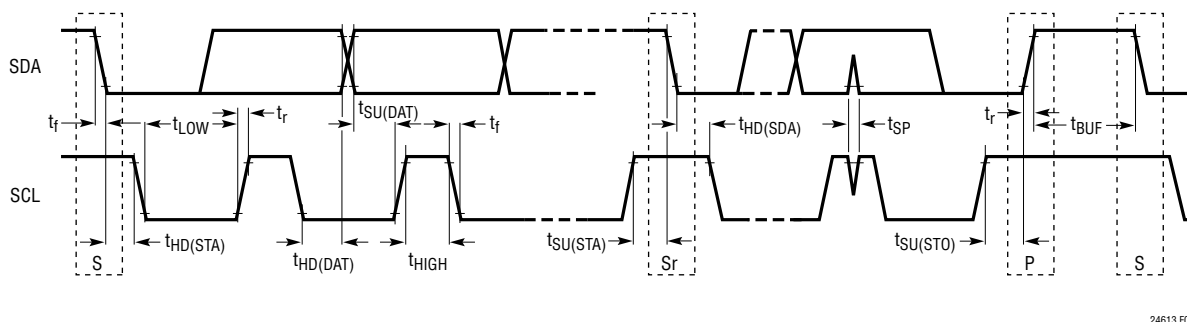 SDA
t_f
t_LOW
t_r
t_SU(DAT)
t_f
t_HD(SDA)
t_SP
t_r
t_BUF
SCL
t_HD(STA)
t_HD(DAT)
t_HIGH
t_SU(STA)
t_SU(STO)
S
Sr
P
S